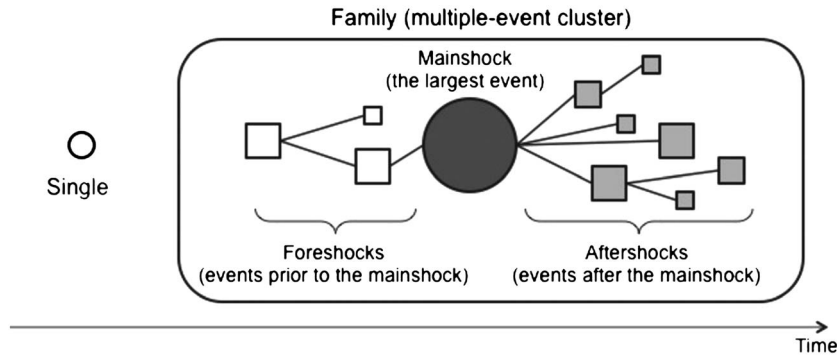 Family (multiple-event cluster)
Mainshock
(the largest event)
Single
Foreshocks
(events prior to the mainshock)
Aftershocks
(events after the mainshock)
Time